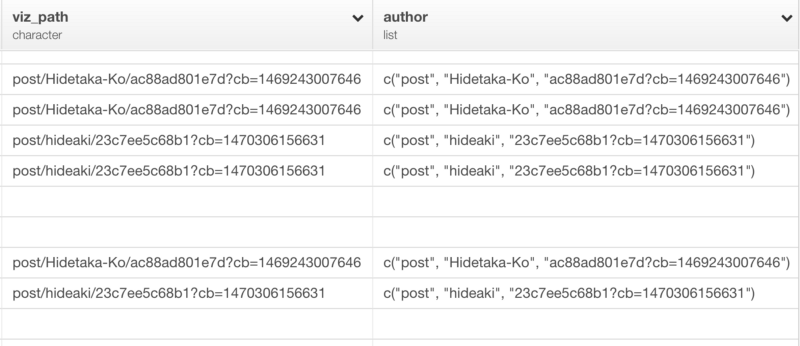 viz_path author
character list
post/Hidetaka-Ko/ac88ad801e7d?cb=1469243007646 c("post", "Hidetaka-Ko", "ac88ad801e7d?cb=1469243007646")
post/Hidetaka-Ko/ac88ad801e7d?cb=1469243007646 c("post", "Hidetaka-Ko", "ac88ad801e7d?cb=1469243007646")
post/hideaki/23c7ee5c68b1?cb=1470306156631 c("post", "hideaki", "23c7ee5c68b1?cb=1470306156631")
post/hideaki/23c7ee5c68b1?cb=1470306156631 c("post", "hideaki", "23c7ee5c68b1?cb=1470306156631")
post/Hidetaka-Ko/ac88ad801e7d?cb=1469243007646 c("post", "Hidetaka-Ko", "ac88ad801e7d?cb=1469243007646")
post/hideaki/23c7ee5c68b1?cb=1470306156631 c("post", "hideaki", "23c7ee5c68b1?cb=1470306156631")